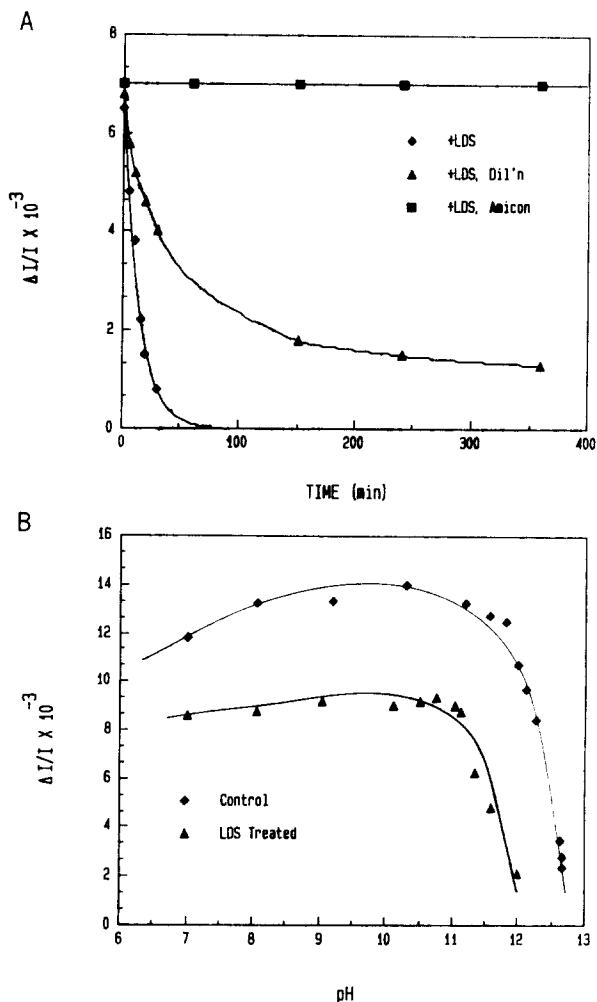 A
8
6
4
2
0
ΔI/I X 10⁻³
◆ +LDS
▲ +LDS, Dil'n
■ +LDS, Amicon
0 100 200 300 400
TIME (min)
B
16
14
12
10
8
6
4
2
0
ΔI/I X 10⁻³
◆ Control
▲ LDS Treated
6 7 8 9 10 11 12 13
pH